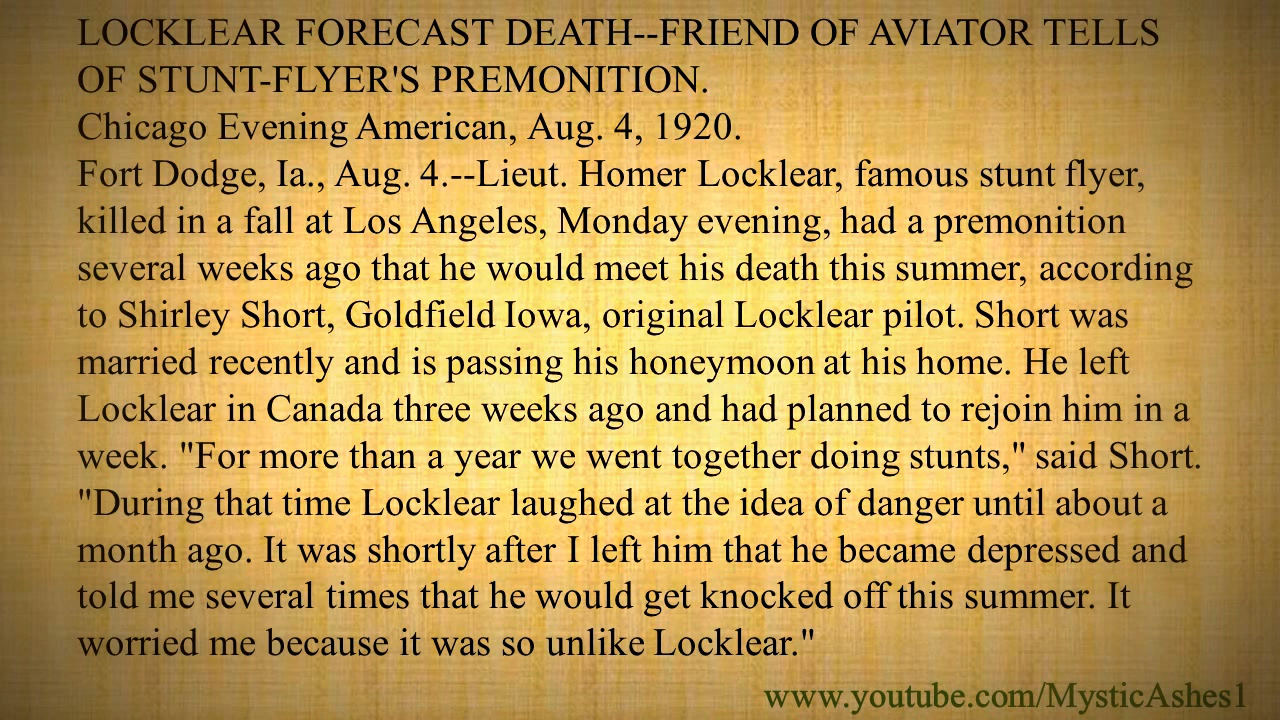 LOCKLEAR FORECAST DEATH--FRIEND OF AVIATOR TELLS
OF STUNT-FLYER'S PREMONITION.
Chicago Evening American, Aug. 4, 1920.
Fort Dodge, Ia., Aug. 4.--Lieut. Homer Locklear, famous stunt flyer,
killed in a fall at Los Angeles, Monday evening, had a premonition
several weeks ago that he would meet his death this summer, according
to Shirley Short, Goldfield Iowa, original Locklear pilot. Short was
married recently and is passing his honeymoon at his home. He left
Locklear in Canada three weeks ago and had planned to rejoin him in a
week. "For more than a year we went together doing stunts," said Short.
"During that time Locklear laughed at the idea of danger until about a
month ago. It was shortly after I left him that he became depressed and
told me several times that he would get knocked off this summer. It
worried me because it was so unlike Locklear."
www.youtube.com/MysticAshes1